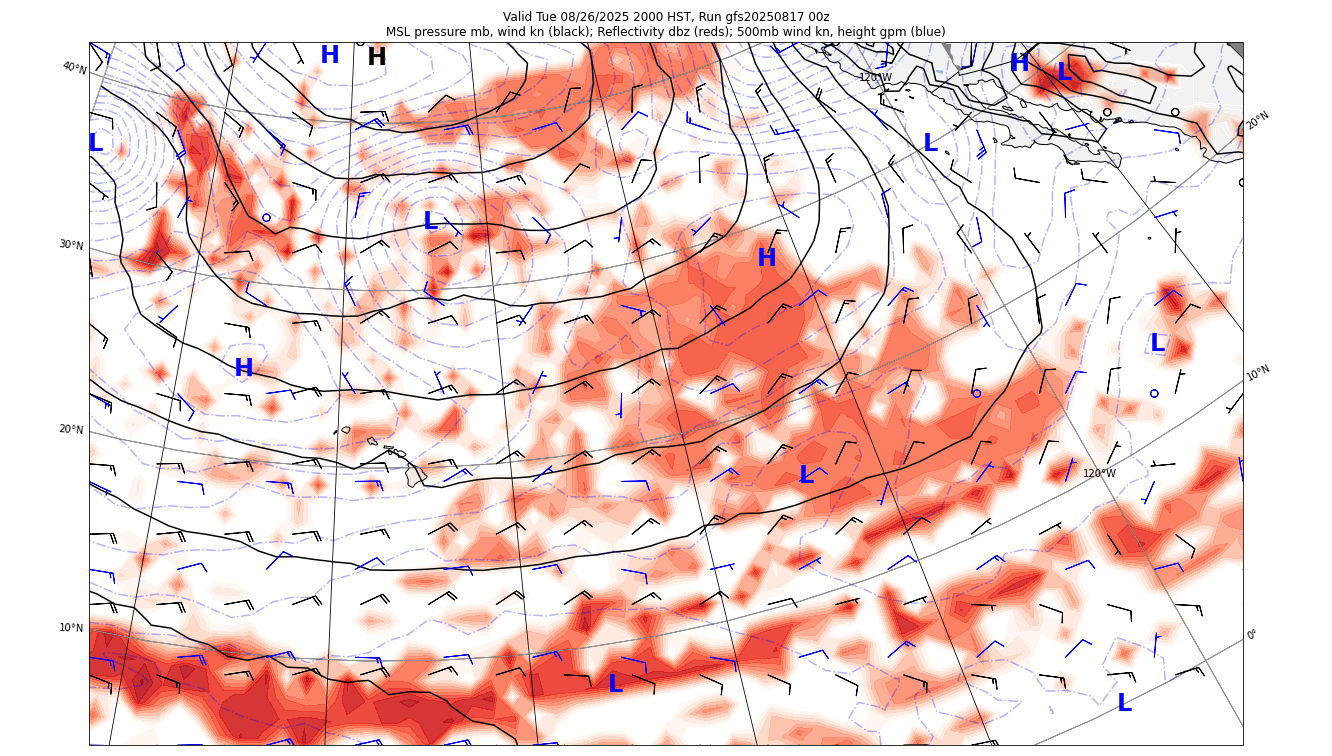 Valid Tue 08/26/2025 2000 HST, Run gfs20250817 00z
MSL pressure mb, wind kn (black); Reflectivity dbz (reds); 500mb wind kn, height gpm (blue)
H H H L
40°N 120°W
20°N
L L
L
30°N H
L
H 10°N
20°N
L 120°W
10°N 0°
L
L